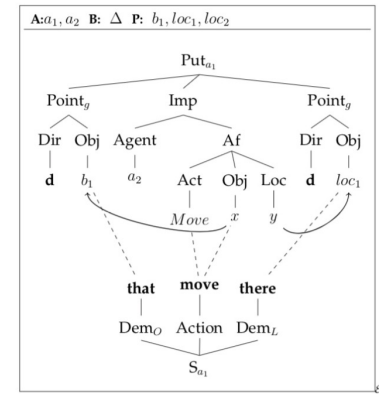 A:a₁, a₂ B: Δ P: b₁, loc₁, loc₂
Put a₁
Point g Imp Point g
Dir Obj Agent Af Dir Obj
d b₁ a₂ Act Obj Loc d loc₁
Move x y
that move there
Dem O Action Dem L
S a₁